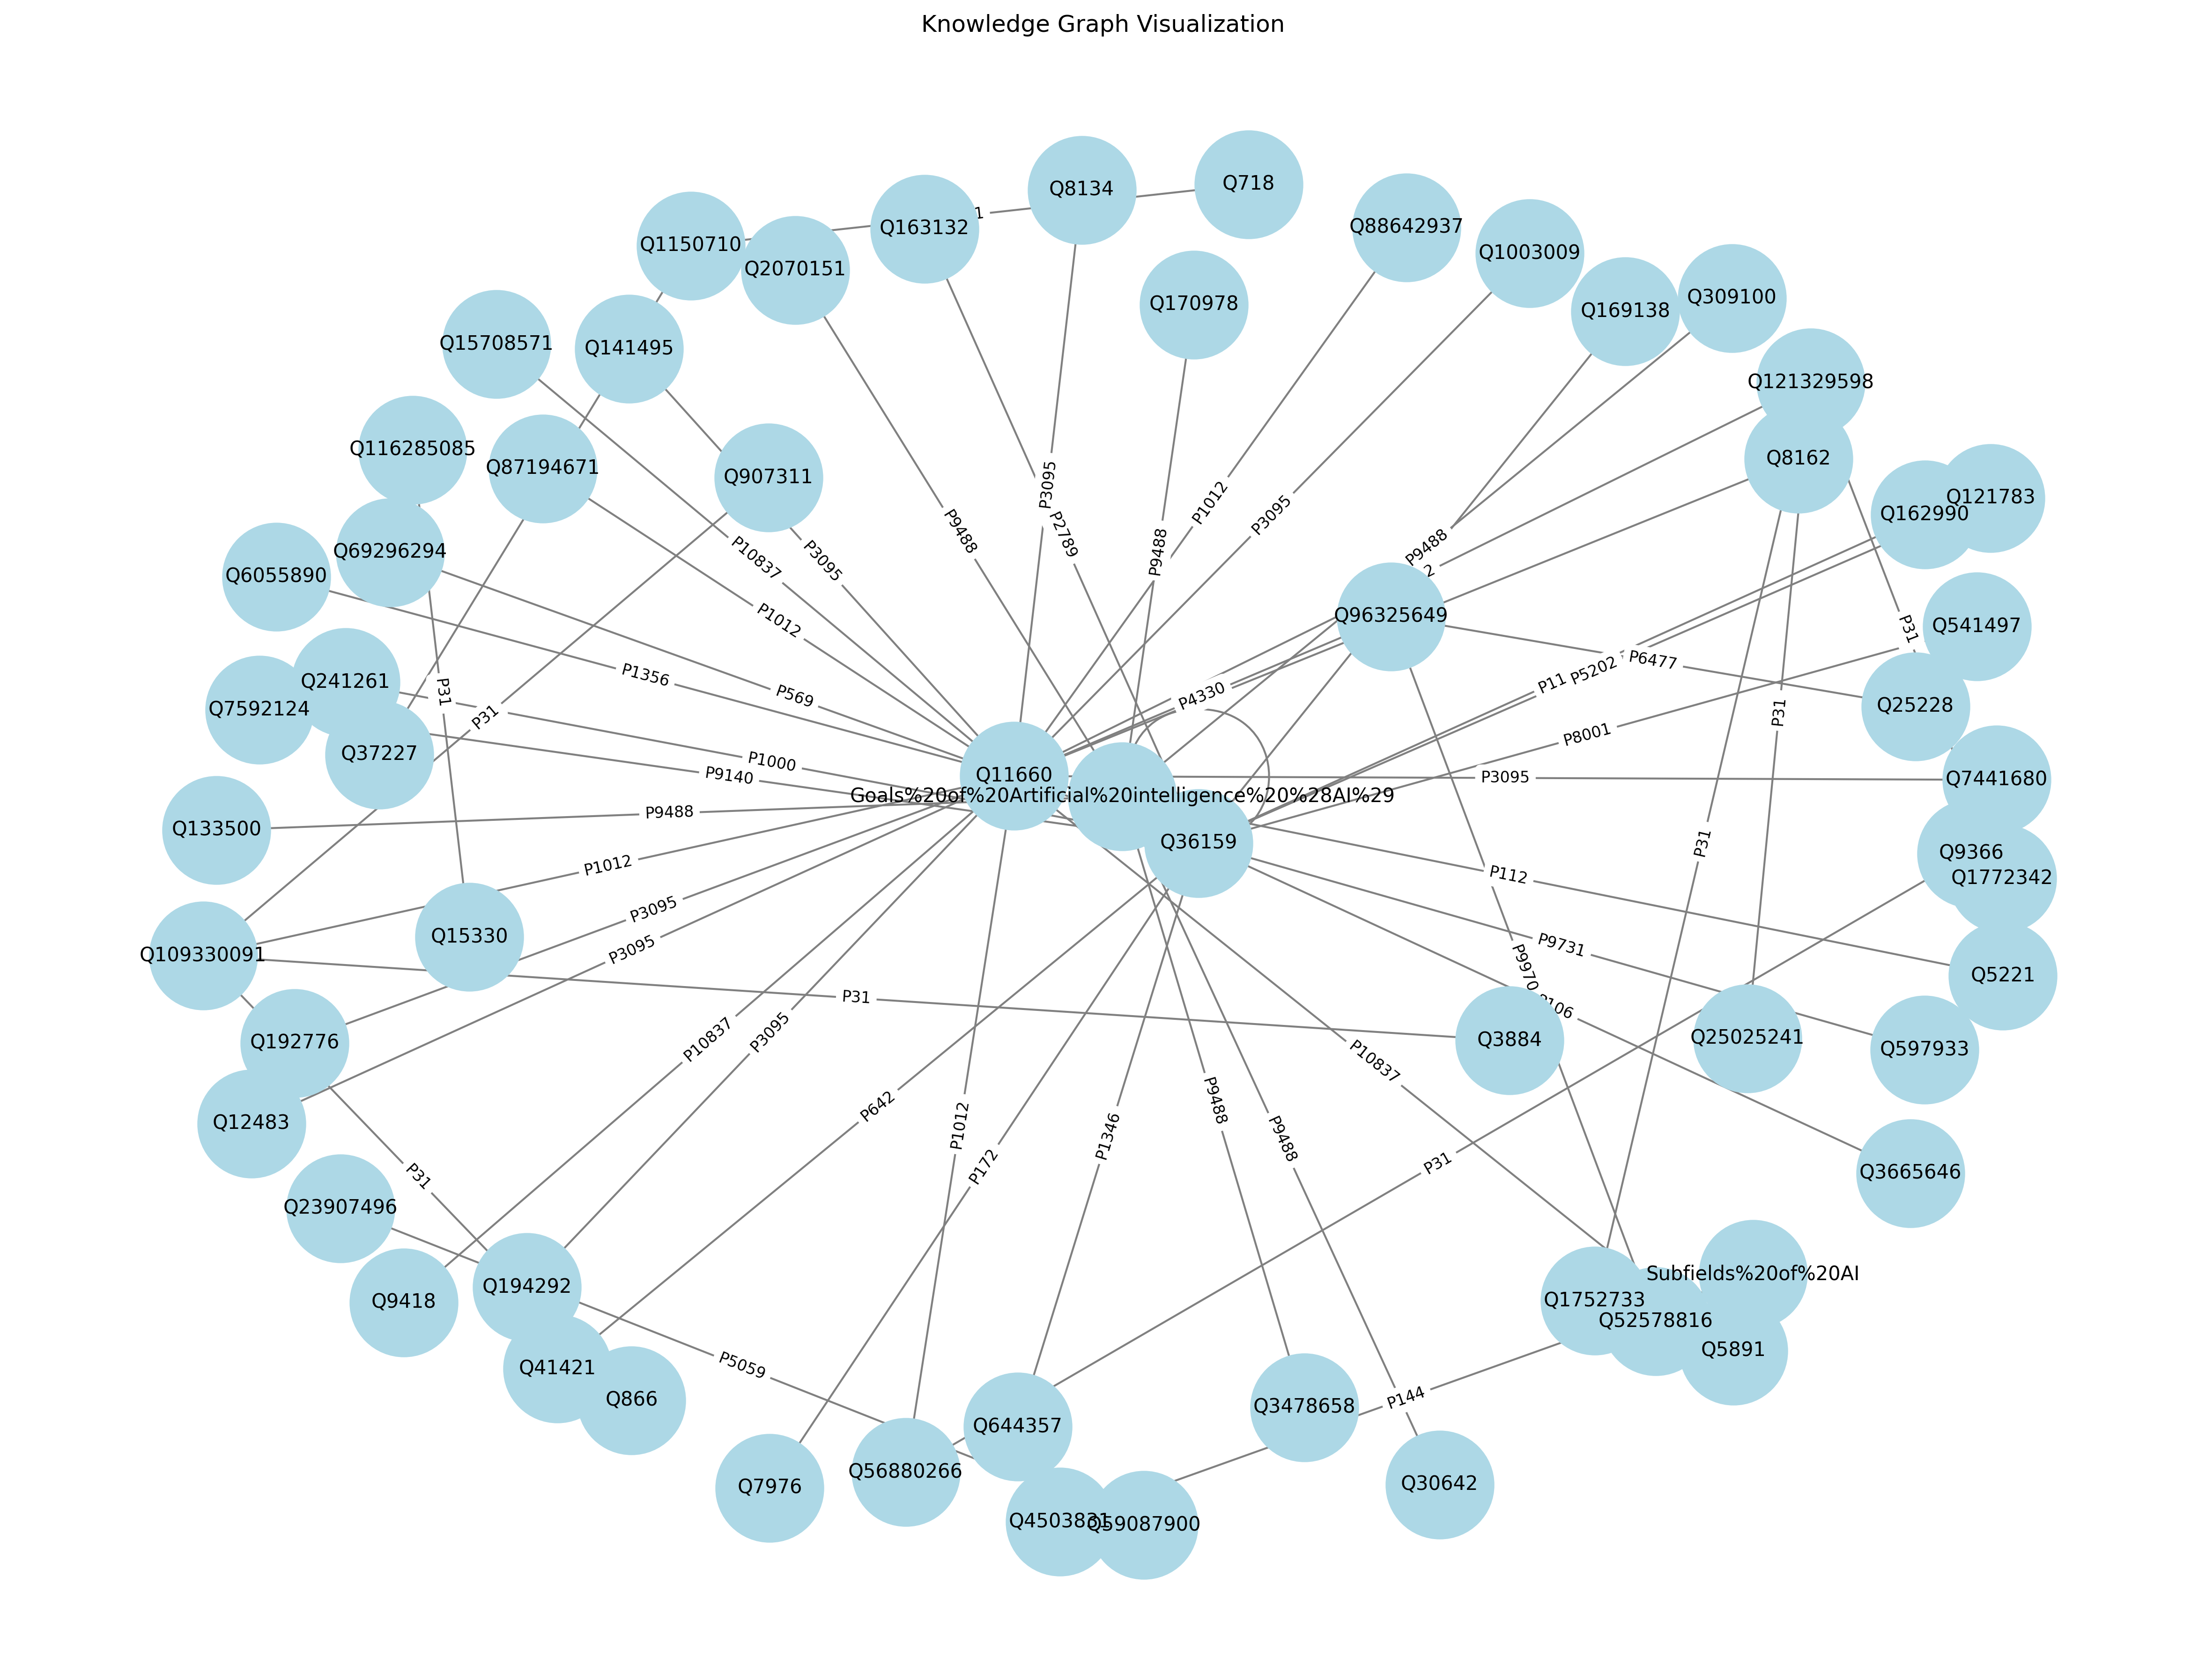 Knowledge Graph Visualization
Q8134
Q718
Q163132
Q88642937
Q1150710
Q1003009
Q2070151
Q170978
Q169138
Q309100
Q15708571
Q141495
Q121329598
Q116285085
Q87194671
Q907311
Q8162
P3095
P9488
P2789
P1012
P3095
Q121783
Q162990
P9488
P9488
Q69296294
Q6055890
P10837
P3095
P1012
Q96325649
Q541497
P31
P6477
P5202
P11
P1356
P569
P31
Q241261
Q7592124
P4330
Q25228
P31
P31
P8001
Q37227
P1000
P9140
Q11660
P3095
Q7441680
Goals%20of%20Artificial%20intelligence%20%28AI%29
P9488
Q133500
Q36159
P31
Q9366
Q1772342
P1012
P112
P3095
Q15330
P3095
P9731
Q109330091
P9970
Q5221
P31
P106
Q192776
P10837
P3095
Q3884
Q25025241
Q597933
P10837
Q12483
P642
P9488
P1012
P1346
P9488
P172
P31
P31
Q3665646
Q23907496
Q194292
Q9418
Subfields%20of%20AI
Q1752733
Q52578816
Q5891
P5059
Q41421
Q866
P144
Q3478658
Q644357
Q56880266
Q7976
Q30642
Q4503831
Q59087900